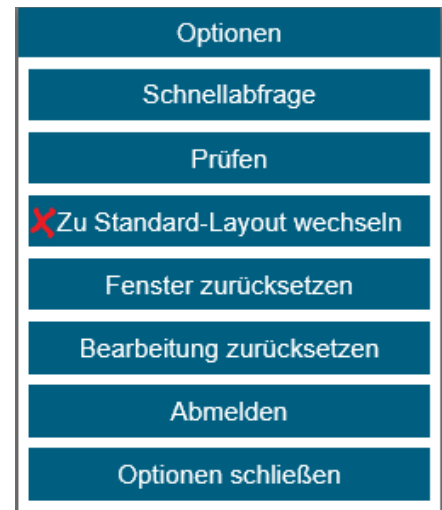 Optionen
Schnellabfrage
Prüfen
Zu Standard-Layout wechseln
Fenster zurücksetzen
Bearbeitung zurücksetzen
Abmelden
Optionen schließen